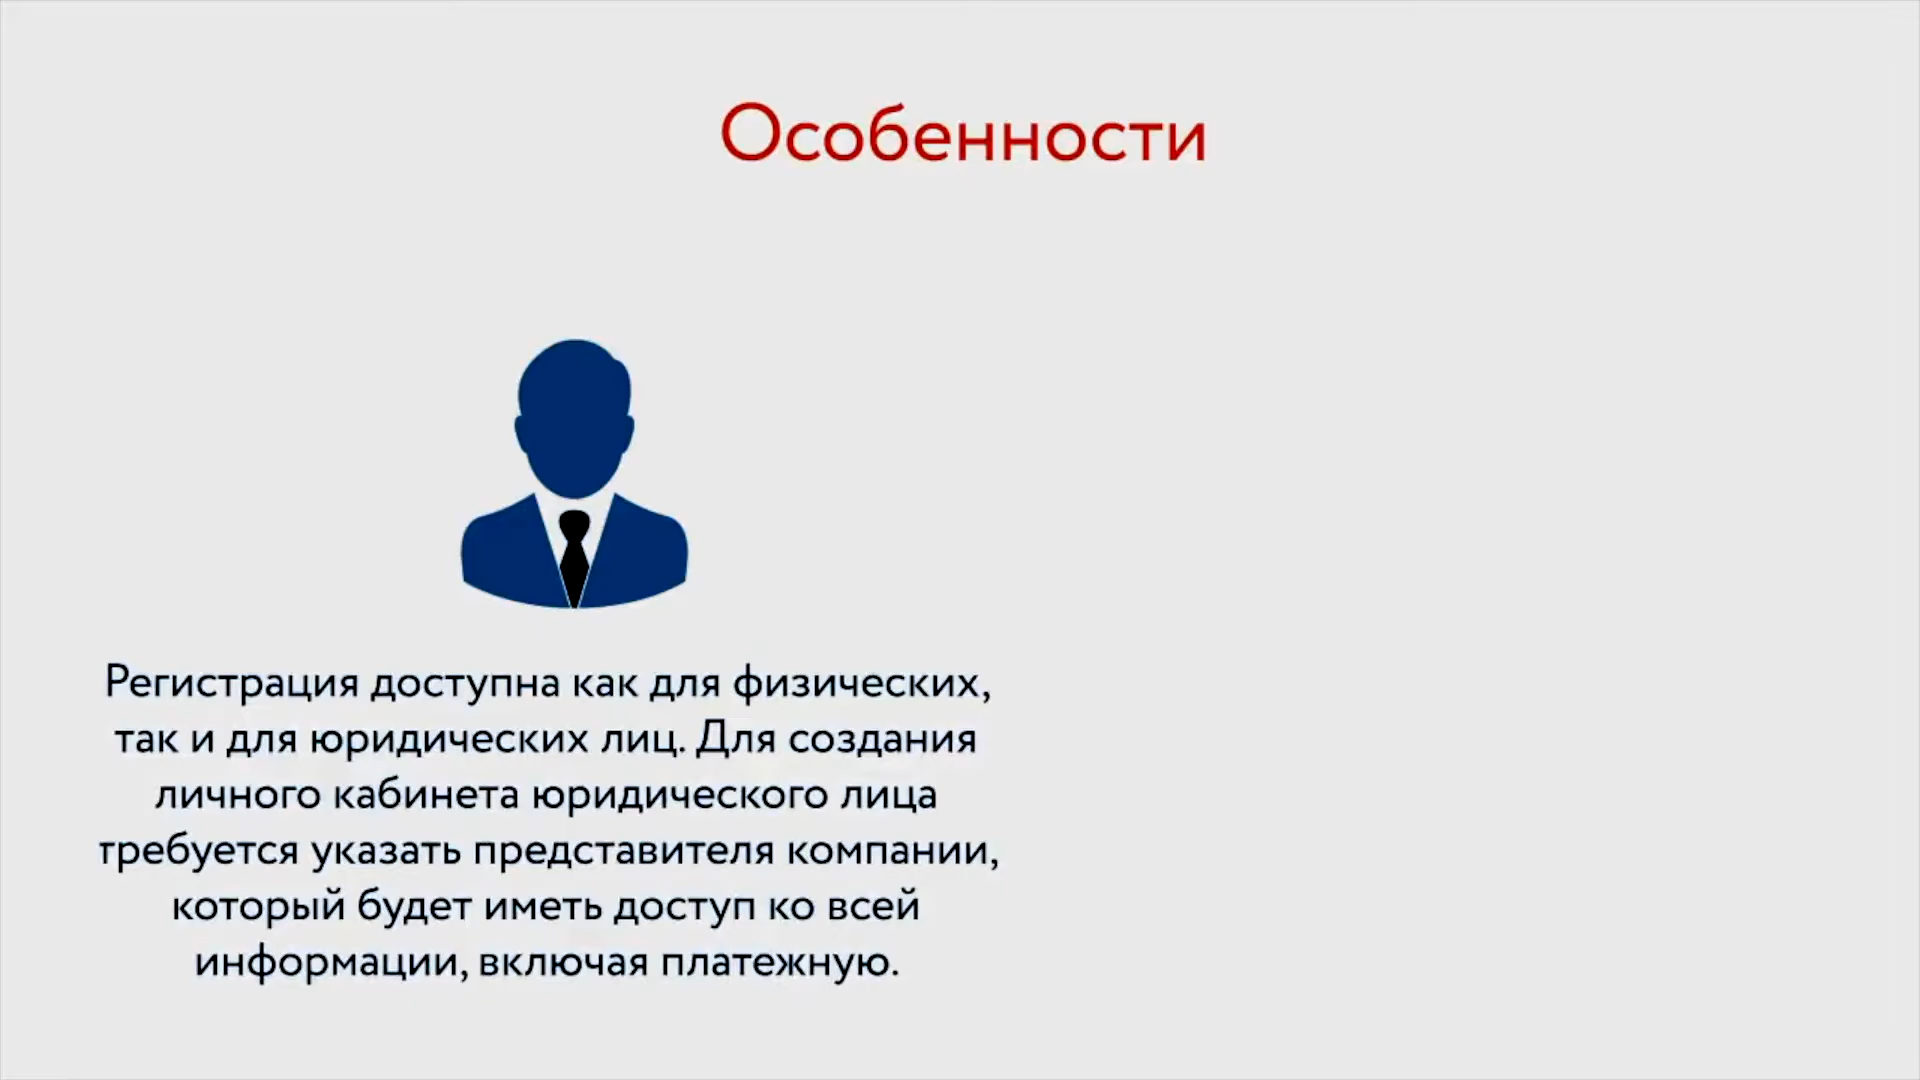 Особенности
Регистрация доступна как для физических,
так и для юридических лиц. Для создания
личного кабинета юридического лица
требуется указать представителя компании,
который будет иметь доступ ко всей
информации, включая платежную.